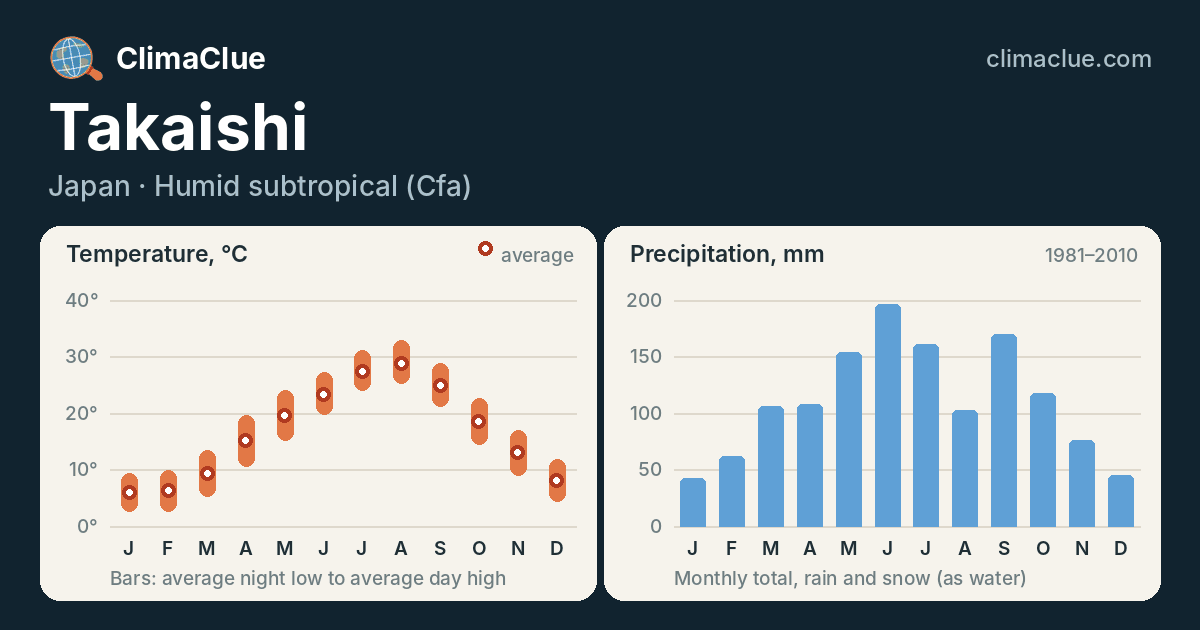 ClimaClue
climaclue.com
Takaishi
Japan · Humid subtropical (Cfa)
Temperature, °C
average
40°
30°
20°
10°
0°
J F M A M J J A S O N D
Bars: average night low to average day high
Precipitation, mm
1981–2010
200
150
100
50
0
J F M A M J J A S O N D
Monthly total, rain and snow (as water)